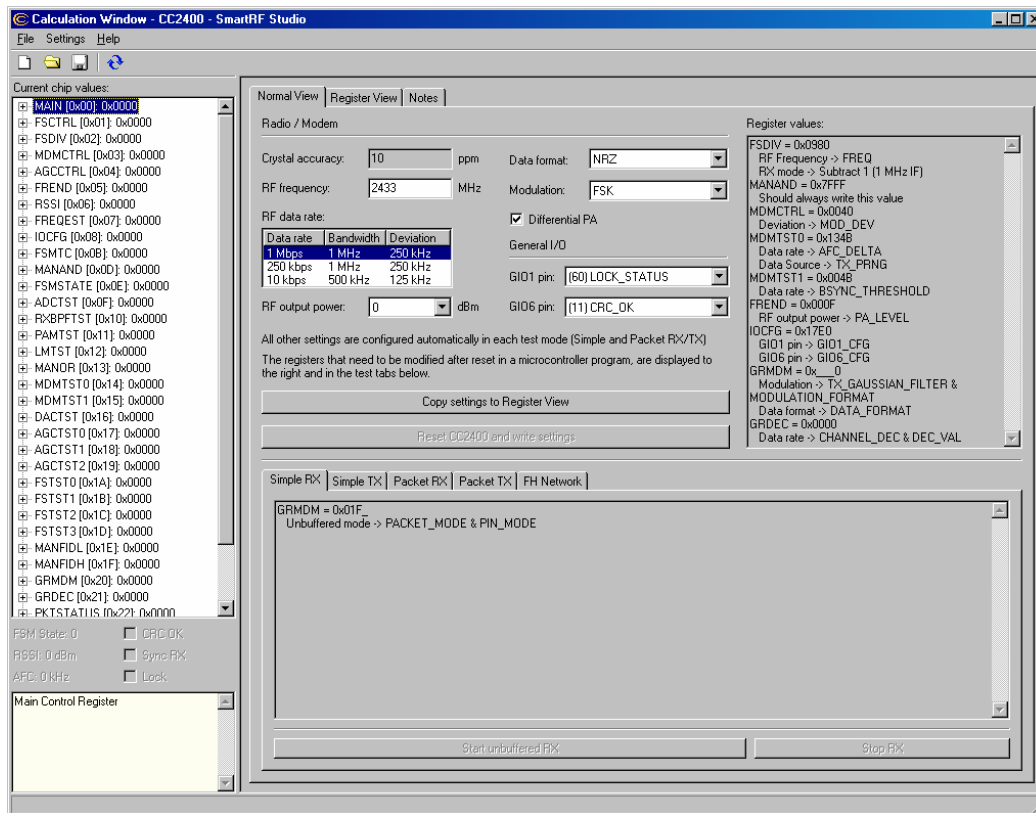 Calculation Window - CC2400 - SmartRF Studio
File Settings Help
Current chip values:
MAIN [0x00]: 0x0000
FSCTRL [0x01]: 0x0000
FSDIV [0x02]: 0x0000
MDMCTRL [0x03]: 0x0000
AGCCTRL [0x04]: 0x0000
FREND [0x05]: 0x0000
RSSI [0x06]: 0x0000
FREQEST [0x07]: 0x0000
IOCFG [0x08]: 0x0000
FSMTC [0x0B]: 0x0000
MANAND [0x0D]: 0x0000
FSMSTATE [0x0E]: 0x0000
ADCTST [0x0F]: 0x0000
RXBPFTST [0x10]: 0x0000
PAMTST [0x11]: 0x0000
LMTST [0x12]: 0x0000
MANOR [0x13]: 0x0000
MDMTST0 [0x14]: 0x0000
MDMTST1 [0x15]: 0x0000
DACTST [0x16]: 0x0000
AGCTST0 [0x17]: 0x0000
AGCTST1 [0x18]: 0x0000
AGCTST2 [0x19]: 0x0000
FSTST0 [0x1A]: 0x0000
FSTST1 [0x1B]: 0x0000
FSTST2 [0x1C]: 0x0000
FSTST3 [0x1D]: 0x0000
MANFIDL [0x1E]: 0x0000
MANFIDH [0x1F]: 0x0000
GRMDM [0x20]: 0x0000
GRDEC [0x21]: 0x0000
PKTSTATUS [0x22]: 0x0000
FSM State: 0 CRC OK
RSSI: 0 dBm Sync RX
AFC: 0 kHz Lock
Main Control Register
Normal View Register View Notes
Radio / Modem
Crystal accuracy: 10 ppm
RF frequency: 2433 MHz
RF data rate:
Data rate Bandwidth Deviation
1 Mbps 1 MHz 250 kHz
250 kbps 1 MHz 250 kHz
10 kbps 500 kHz 125 kHz
RF output power: 0 dBm
Data format: NRZ
Modulation: FSK
Differential PA
General I/O
GIO1 pin: (60) LOCK_STATUS
GIO6 pin: (11) CRC_OK
All other settings are configured automatically in each test mode (Simple and Packet RX/TX)
The registers that need to be modified after reset in a microcontroller program, are displayed to
the right and in the test tabs below.
Copy settings to Register View
Reset CC2400 and write settings
Register values:
FSDIV = 0x0980
RF Frequency -> FREQ
RX mode -> Subtract 1 (1 MHz IF)
MANAND = 0x7FFF
Should always write this value
MDMCTRL = 0x0040
Deviation -> MOD_DEV
MDMTST0 = 0x134B
Data rate -> AFC_DELTA
Data Source -> TX_PRNG
MDMTST1 = 0x004B
Data rate -> BSYNC_THRESHOLD
FREND = 0x000F
RF output power -> PA_LEVEL
IOCFG = 0x17E0
GIO1 pin -> GIO1_CFG
GIO6 pin -> GIO6_CFG
GRMDM = 0x___0
Modulation -> TX_GAUSSIAN_FILTER &
MODULATION_FORMAT
Data format -> DATA_FORMAT
GRDEC = 0x0000
Data rate -> CHANNEL_DEC & DEC_VAL
Simple RX Simple TX Packet RX Packet TX FH Network
GRMDM = 0x01F_
Unbuffered mode -> PACKET_MODE & PIN_MODE
Start unbuffered RX Stop RX